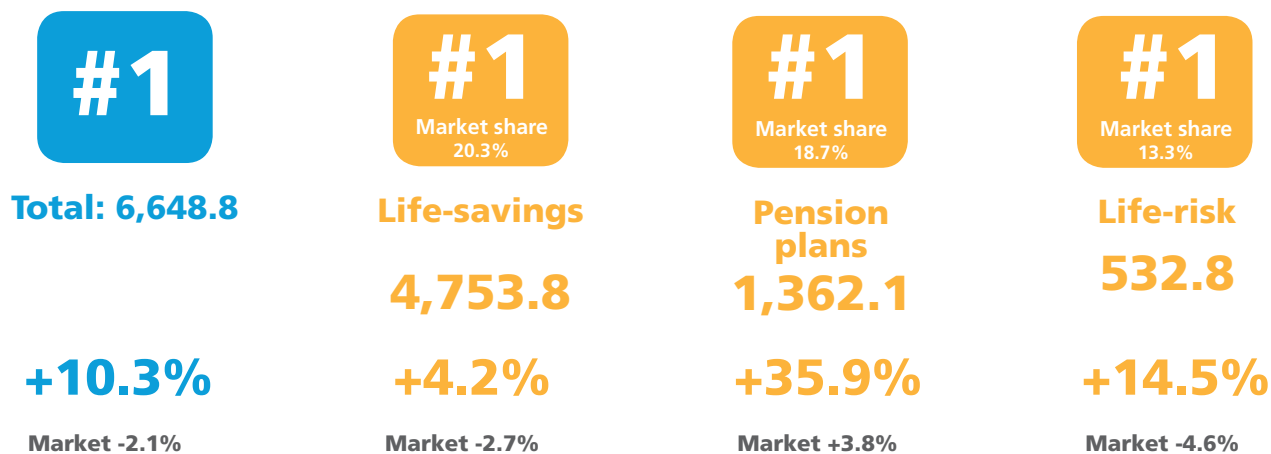 #1
Total: 6,648.8
+10.3%
Market -2.1%
#1
Market share
20.3%
Life-savings
4,753.8
+4.2%
Market -2.7%
#1
Market share
18.7%
Pension
plans
1,362.1
+35.9%
Market +3.8%
#1
Market share
13.3%
Life-risk
532.8
+14.5%
Market -4.6%